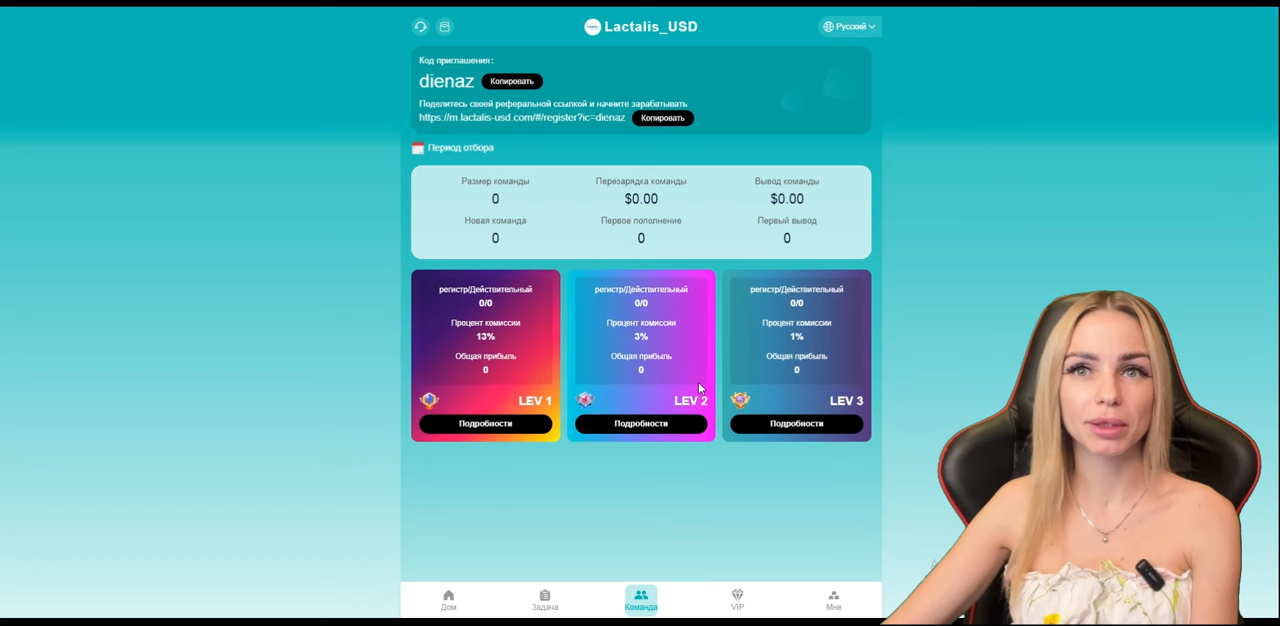 Lactalis_USD
Русский
Код приглашения:
dienaz
Копировать
Поделитесь своей реферальной ссылкой и начните зарабатывать
https://m.lactalis-usd.com/#/register?ic=dienaz
Копировать
Период отбора
Размер команды
Перезарядка команды
Вывод команды
0
$0.00
$0.00
Новая команда
Первое пополнение
Первый вывод
0
0
0
регистр/Действительный
0/0
Процент комиссии
13%
Общая прибыль
0
LEV 1
Подробности
регистр/Действительный
0/0
Процент комиссии
3%
Общая прибыль
0
LEV 2
Подробности
регистр/Действительный
0/0
Процент комиссии
1%
Общая прибыль
0
LEV 3
Подробности
Дом
Задача
Команда
VIP
Мне